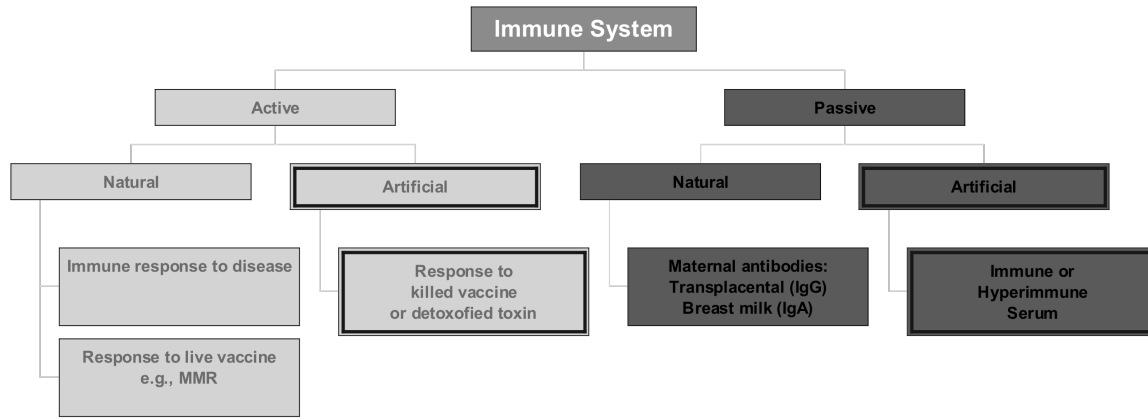 Immune System
Active
Passive
Natural
Artificial
Natural
Artificial
Immune response to disease
Response to
killed vaccine
or detoxofied toxin
Maternal antibodies:
Transplacental (IgG)
Breast milk (IgA)
Immune or
Hyperimmune
Serum
Response to live vaccine
e.g., MMR